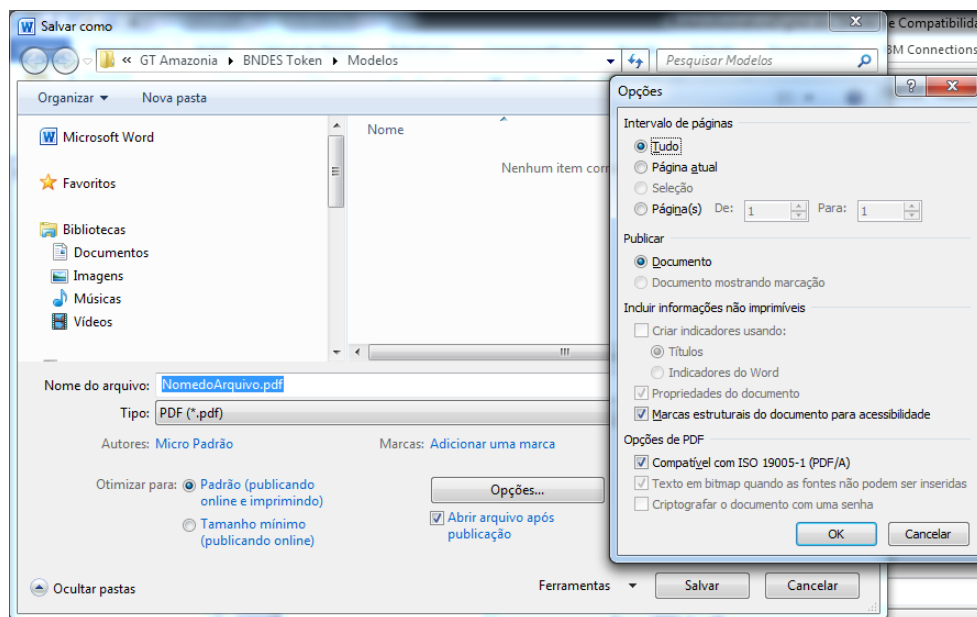 Salvar como
e Compatibilida
BM Connections
« GT Amazonia ▸ BNDES Token ▸ Modelos
Pesquisar Modelos
Organizar
Nova pasta
Microsoft Word
Favoritos
Bibliotecas
Documentos
Imagens
Músicas
Vídeos
Nome
Nenhum item corr
Nome do arquivo: NomedoArquivo.pdf
Tipo: PDF (*.pdf)
Autores: Micro Padrão
Marcas: Adicionar uma marca
Otimizar para:
Padrão (publicando
online e imprimindo)
Tamanho mínimo
(publicando online)
Opções...
Abrir arquivo após
publicação
Ocultar pastas
Ferramentas
Salvar
Cancelar
Opções
Intervalo de páginas
Tudo
Página atual
Seleção
Página(s) De: 1 Para: 1
Publicar
Documento
Documento mostrando marcação
Incluir informações não imprimíveis
Criar indicadores usando:
Títulos
Indicadores do Word
Propriedades do documento
Marcas estruturais do documento para acessibilidade
Opções de PDF
Compatível com ISO 19005-1 (PDF/A)
Texto em bitmap quando as fontes não podem ser inseridas
Criptografar o documento com uma senha
OK
Cancelar